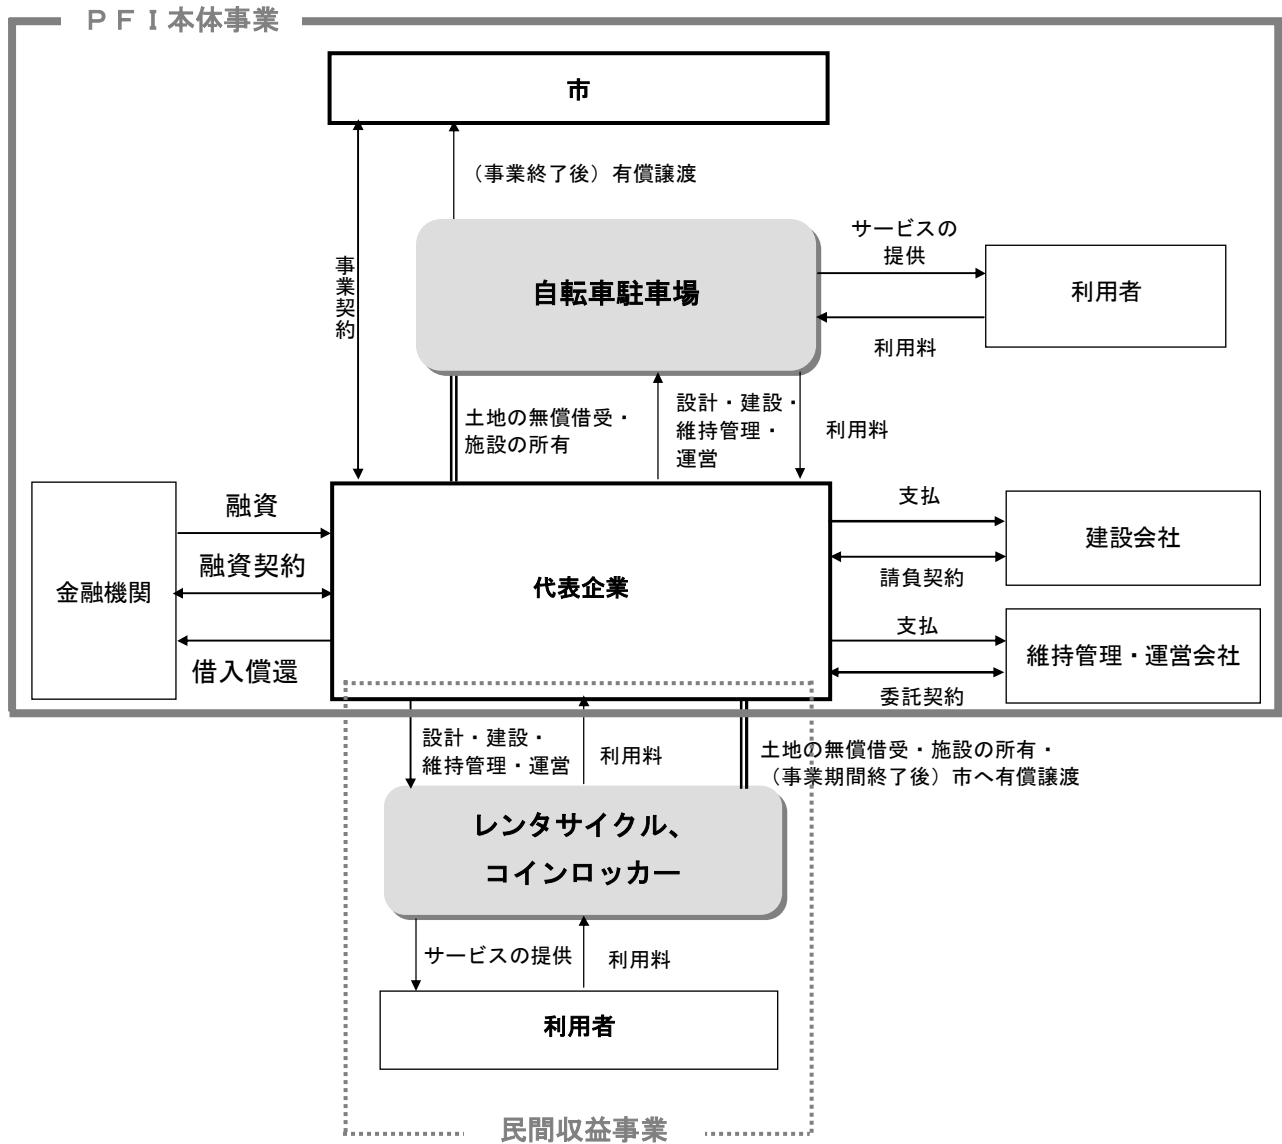 ＰＦＩ本体事業
市
（事業終了後）有償譲渡
事業契約
自転車駐車場
サービスの
提供
利用者
利用料
土地の無償借受・
施設の所有
設計・建設・
維持管理・
運営
利用料
金融機関
融資
融資契約
借入償還
代表企業
支払
建設会社
請負契約
支払
維持管理・運営会社
委託契約
設計・建設・
維持管理・運営
利用料
土地の無償借受・施設の所有・
（事業期間終了後）市へ有償譲渡
レンタサイクル、
コインロッカー
サービスの提供
利用料
利用者
民間収益事業